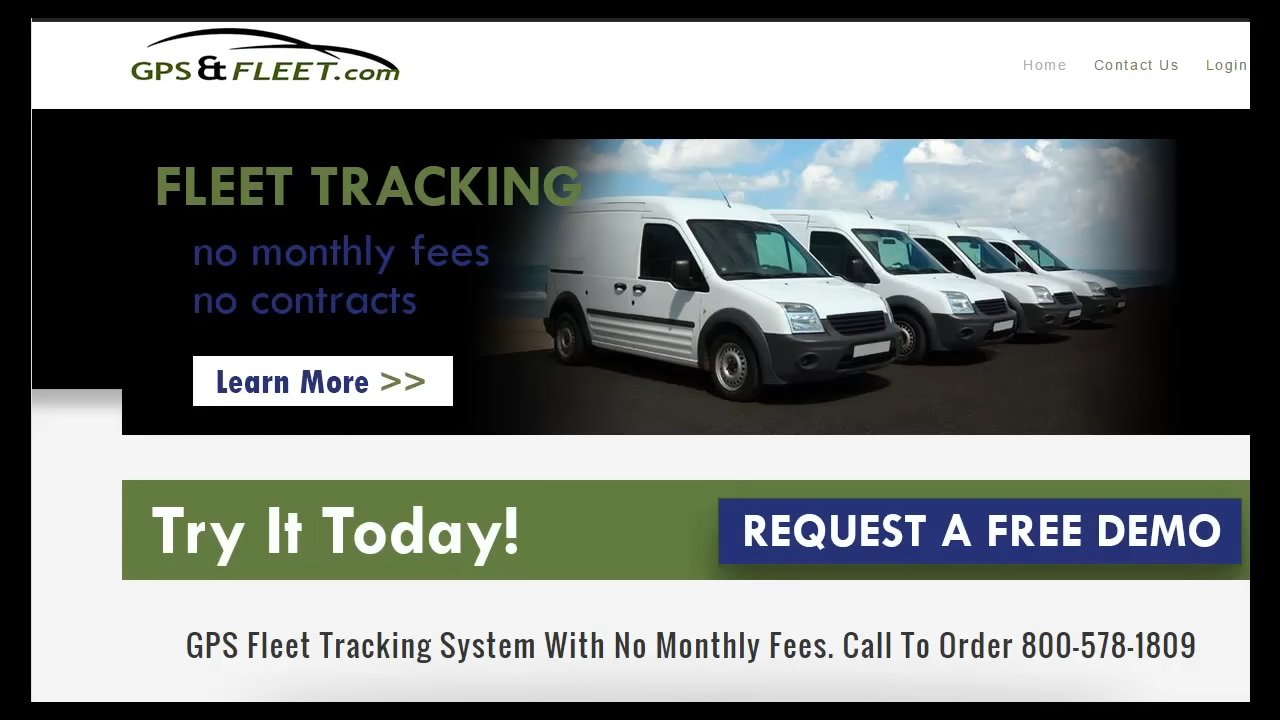 GPS & FLEET.com
Home Contact Us Login
FLEET TRACKING
no monthly fees
no contracts
Learn More >>
Try It Today!
REQUEST A FREE DEMO
GPS Fleet Tracking System With No Monthly Fees. Call To Order 800-578-1809